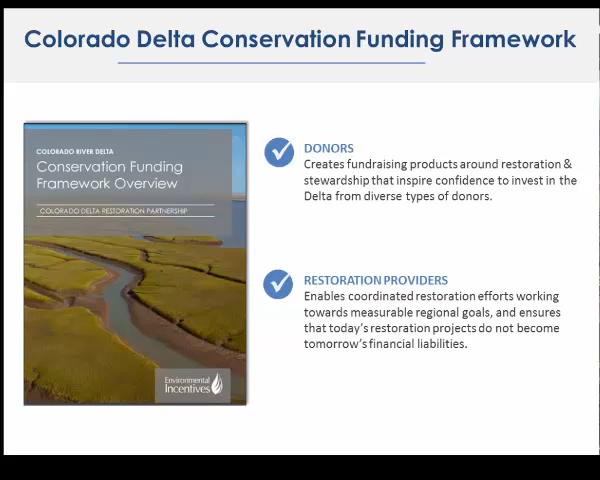 Colorado Delta Conservation Funding Framework
COLORADO RIVER DELTA
Conservation Funding
Framework Overview
COLORADO DELTA RESTORATION PARTNERSHIP
Environmental
Incentives
DONORS
Creates fundraising products around restoration &
stewardship that inspire confidence to invest in the
Delta from diverse types of donors.
RESTORATION PROVIDERS
Enables coordinated restoration efforts working
towards measurable regional goals, and ensures
that today's restoration projects do not become
tomorrow's financial liabilities.